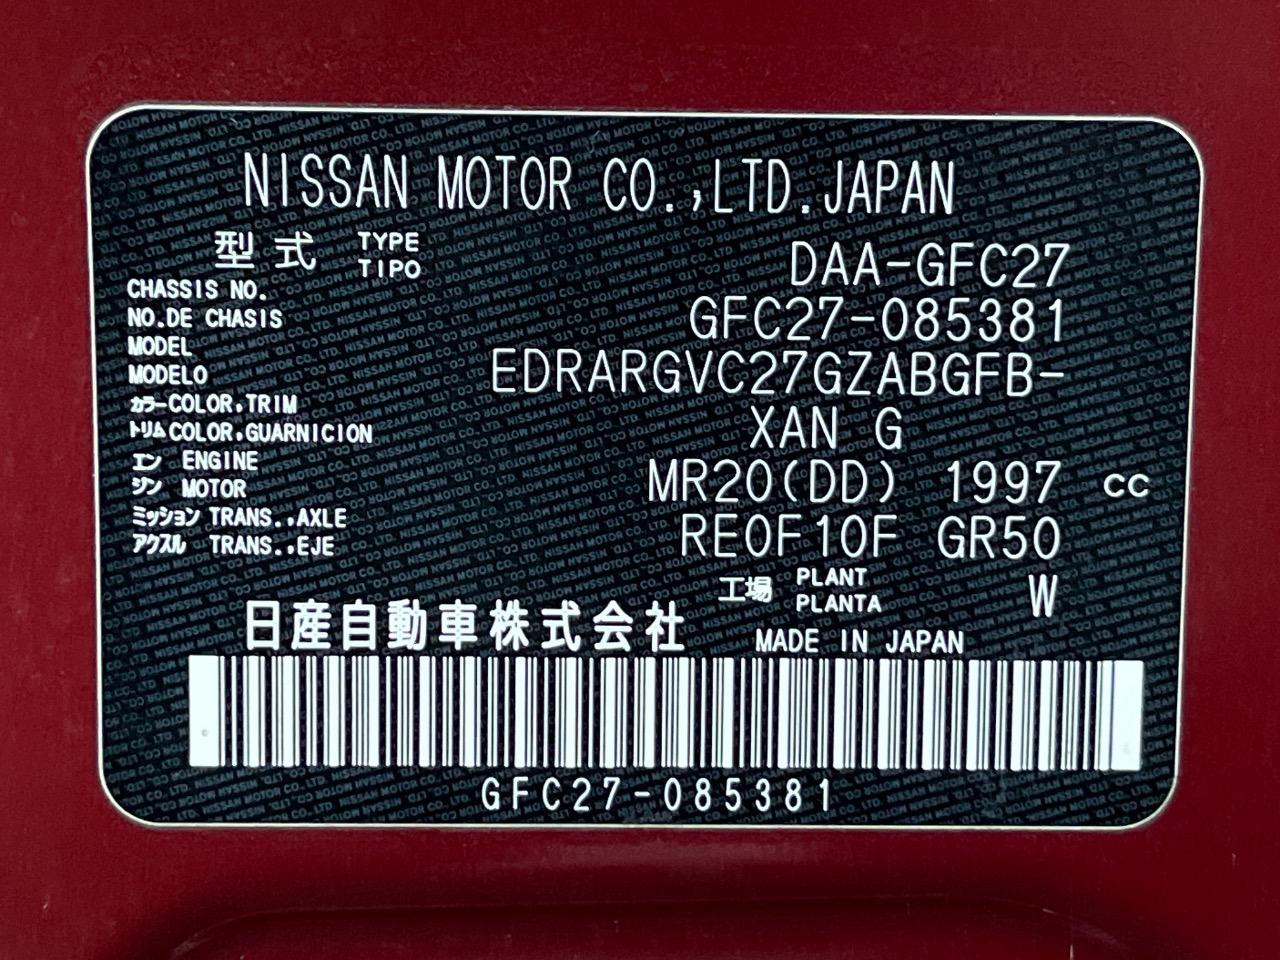 NISSAN MOTOR CO.,LTD.JAPAN
型式 TYPE TIPO DAA-GFC27
CHASSIS NO. NO.DE CHASIS GFC27-085381
MODEL MODELO EDRARGVC27GZABGFB-
カラー COLOR,TRIM
トリム COLOR,GUARNICION XAN G
エン ENGINE
ジン MOTOR MR20(DD) 1997 CC
ミッション TRANS.,AXLE
アクスル TRANS.,EJE RE0F10F GR50
工場 PLANT PLANTA W
日産自動車株式会社 MADE IN JAPAN
GFC27-085381